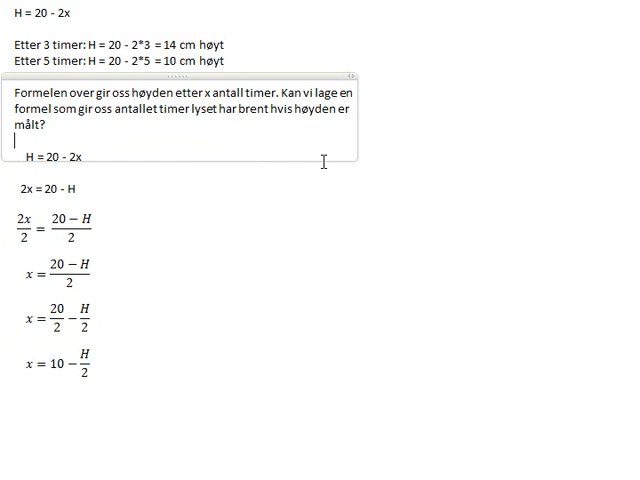 H = 20 - 2x
Etter 3 timer: H = 20 - 2*3 = 14 cm høyt
Etter 5 timer: H = 20 - 2*5 = 10 cm høyt
Formelen over gir oss høyden etter x antall timer. Kan vi lage en
formel som gir oss antallet timer lyset har brent hvis høyden er
målt?
H = 20 - 2x
2x = 20 - H
2x/2 = (20 − H)/2
x = (20 − H)/2
x = 20/2 − H/2
x = 10 − H/2